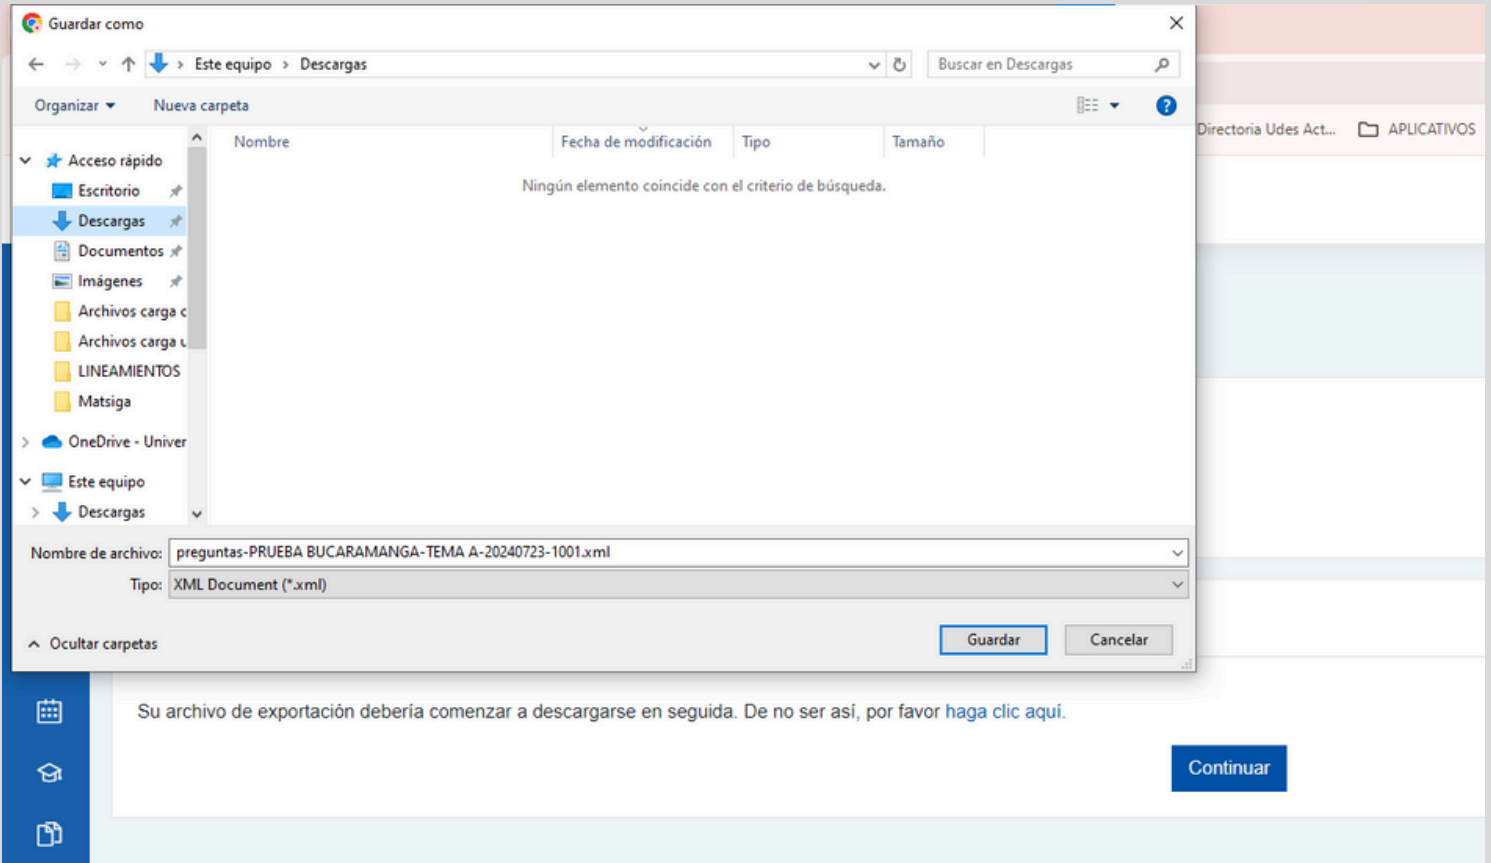 Guardar como
Este equipo > Descargas
Buscar en Descargas
Organizar
Nueva carpeta
Directoria Udes Act...
APLICATIVOS
Nombre
Fecha de modificación
Tipo
Tamaño
Ningún elemento coincide con el criterio de búsqueda.
Acceso rápido
Escritorio
Descargas
Documentos
Imágenes
Archivos carga c
Archivos carga u
LINEAMIENTOS
Matsiga
OneDrive - Univer
Este equipo
Descargas
Nombre de archivo: preguntas-PRUEBA BUCARAMANGA-TEMA A-20240723-1001.xml
Tipo: XML Document (*.xml)
Ocultar carpetas
Guardar
Cancelar
Su archivo de exportación debería comenzar a descargarse en seguida. De no ser así, por favor haga clic aquí.
Continuar